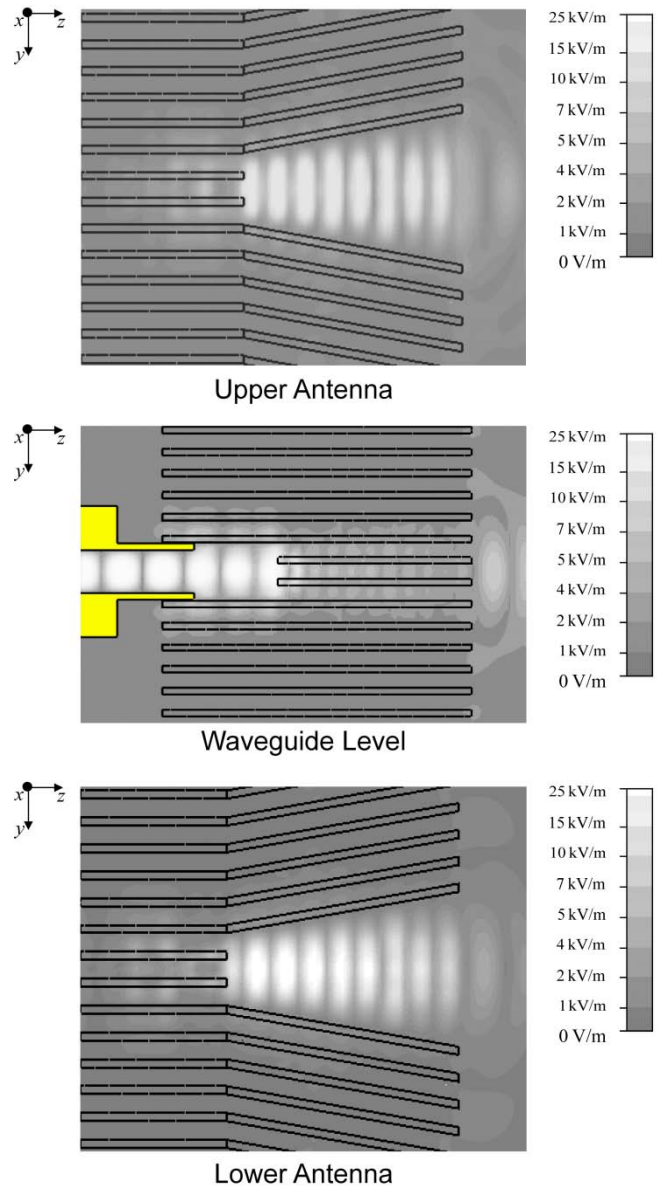 x z
y
25 kV/m
15 kV/m
10 kV/m
7 kV/m
5 kV/m
4 kV/m
2 kV/m
1 kV/m
0 V/m
Upper Antenna
x z
y
25 kV/m
15 kV/m
10 kV/m
7 kV/m
5 kV/m
4 kV/m
2 kV/m
1 kV/m
0 V/m
Waveguide Level
x z
y
25 kV/m
15 kV/m
10 kV/m
7 kV/m
5 kV/m
4 kV/m
2 kV/m
1 kV/m
0 V/m
Lower Antenna